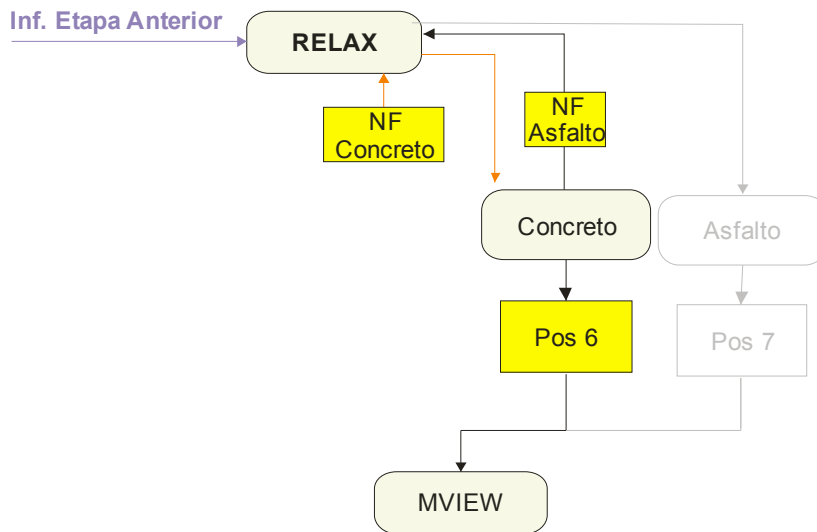 Inf. Etapa Anterior
RELAX
NF
Concreto
NF
Asfalto
Concreto
Asfalto
Pos 6
Pos 7
MVIEW